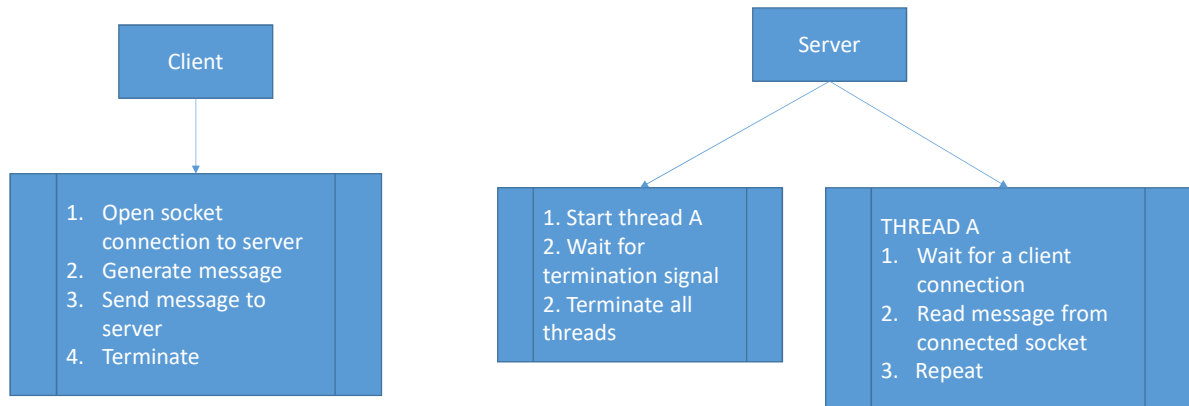 Client
1. Open socket
connection to server
2. Generate message
3. Send message to
server
4. Terminate
Server
1. Start thread A
2. Wait for
termination signal
2. Terminate all
threads
THREAD A
1. Wait for a client
connection
2. Read message from
connected socket
3. Repeat